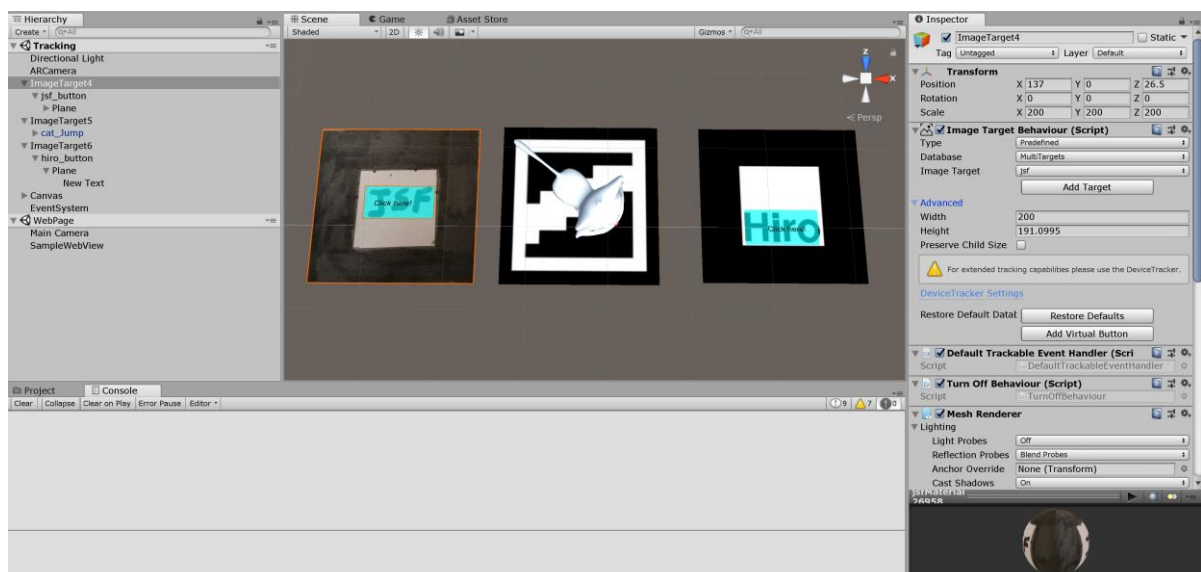 Hierarchy
Create
Q▾All
Tracking
Directional Light
ARCamera
ImageTarget4
jsf_button
Plane
ImageTarget5
cat_Jump
ImageTarget6
hiro_button
Plane
New Text
Canvas
EventSystem
WebPage
Main Camera
SampleWebView
Scene
Game
Asset Store
Shaded
2D
Gizmos
Q▾All
z
x
Persp
JSF
Click here!
Hiro
Click here!
Project
Console
Clear
Collapse
Clear on Play
Error Pause
Editor
9
7
0
Inspector
ImageTarget4
Static
Tag Untagged Layer Default
Transform
Position X 137 Y 0 Z 26.5
Rotation X 0 Y 0 Z 0
Scale X 200 Y 200 Z 200
Image Target Behaviour (Script)
Type Predefined
Database MultiTargets
Image Target jsf
Add Target
Advanced
Width 200
Height 191.0995
Preserve Child Size
For extended tracking capabilities please use the DeviceTracker.
DeviceTracker Settings
Restore Default Datal Restore Defaults
Add Virtual Button
Default Trackable Event Handler (Scri
Script DefaultTrackableEventHandler
Turn Off Behaviour (Script)
Script TurnOffBehaviour
Mesh Renderer
Lighting
Light Probes Off
Reflection Probes Blend Probes
Anchor Override None (Transform)
Cast Shadows On
jsfMaterial
26958